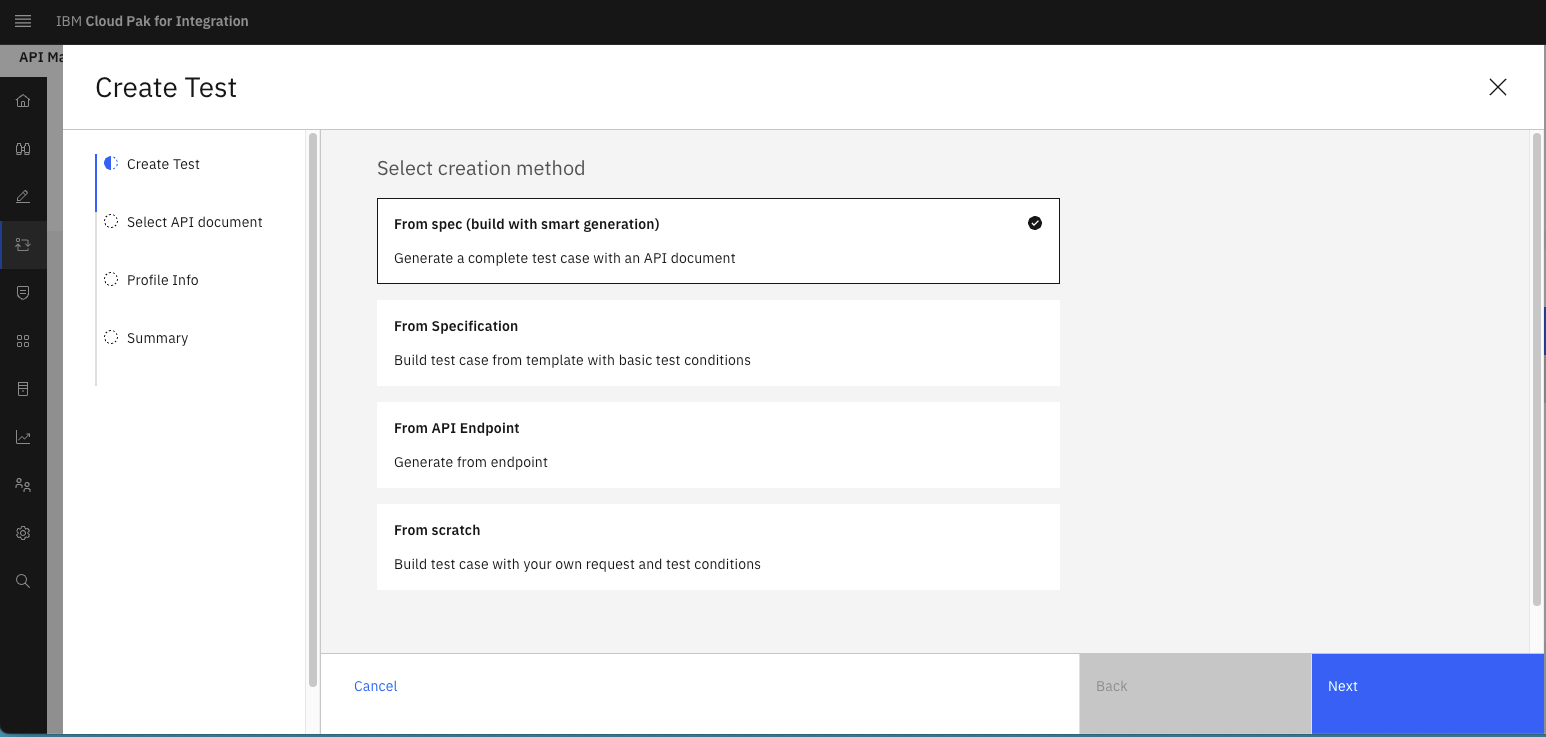 IBM Cloud Pak for Integration
API Ma
Create Test
Create Test
Select API document
Profile Info
Summary
Select creation method
From spec (build with smart generation)
Generate a complete test case with an API document
From Specification
Build test case from template with basic test conditions
From API Endpoint
Generate from endpoint
From scratch
Build test case with your own request and test conditions
Cancel
Back
Next